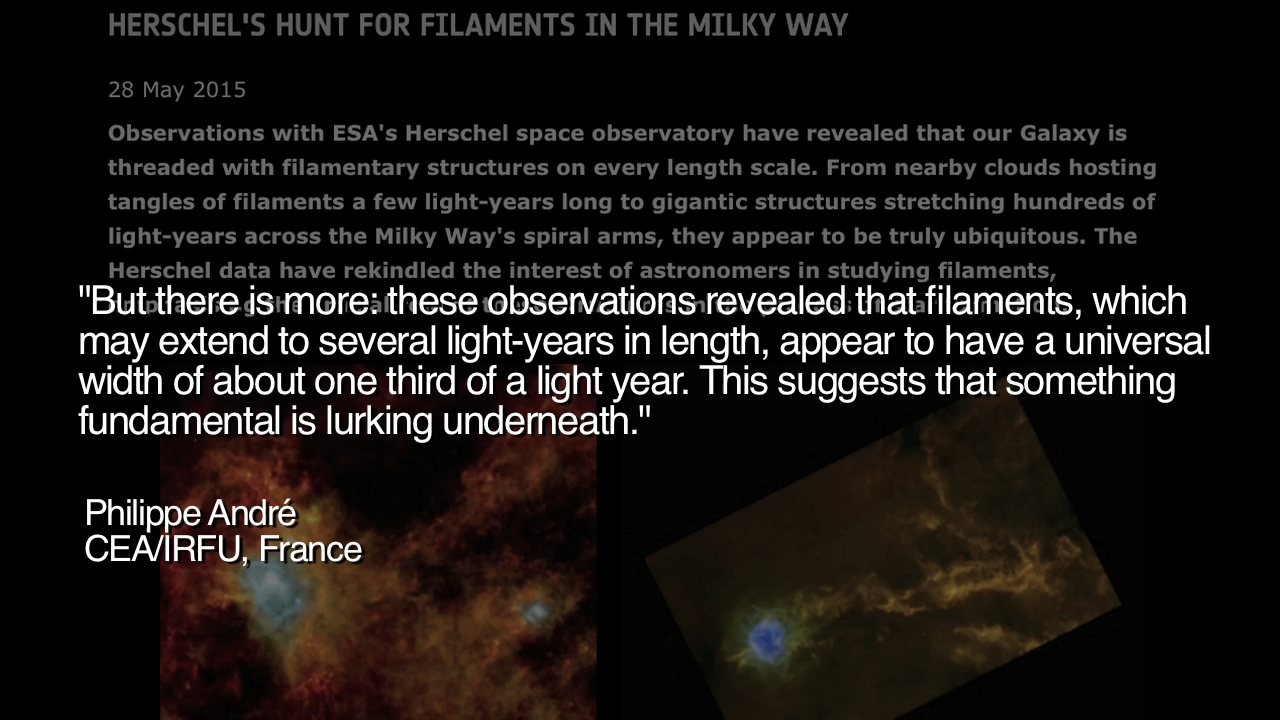 HERSCHEL'S HUNT FOR FILAMENTS IN THE MILKY WAY
28 May 2015
Observations with ESA's Herschel space observatory have revealed that our Galaxy is
threaded with filamentary structures on every length scale. From nearby clouds hosting
tangles of filaments a few light-years long to gigantic structures stretching hundreds of
light-years across the Milky Way's spiral arms, they appear to be truly ubiquitous. The
Herschel data have rekindled the interest of astronomers in studying filaments,
"But there is more: these observations revealed that filaments, which
may extend to several light-years in length, appear to have a universal
width of about one third of a light year. This suggests that something
fundamental is lurking underneath."
Philippe André
CEA/IRFU, France